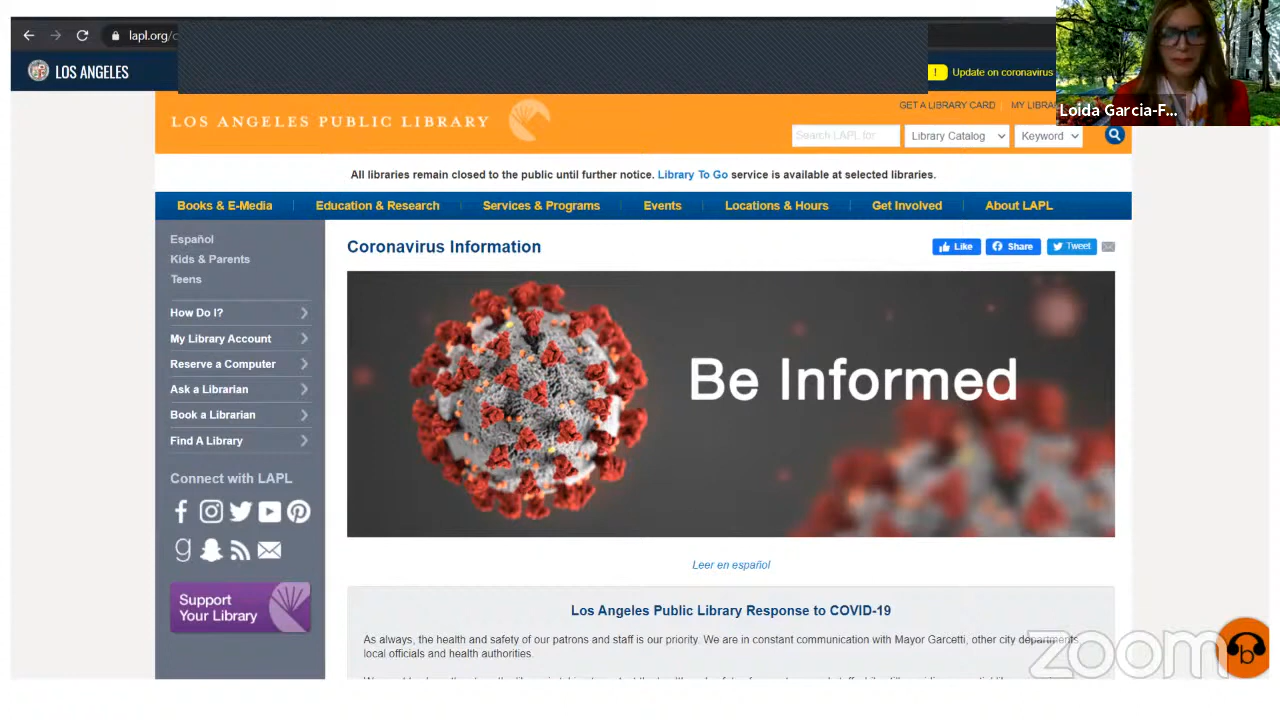 lapl.org/c
LOS ANGELES
Update on coronavirus
Loida Garcia-F...
GET A LIBRARY CARD
MY LIBRA
LOS ANGELES PUBLIC LIBRARY
Search LAPL for
Library Catalog
Keyword
All libraries remain closed to the public until further notice. Library To Go service is available at selected libraries.
Books & E-Media
Education & Research
Services & Programs
Events
Locations & Hours
Get Involved
About LAPL
Español
Kids & Parents
Teens
How Do I?
My Library Account
Reserve a Computer
Ask a Librarian
Book a Librarian
Find A Library
Connect with LAPL
Support
Your Library
Coronavirus Information
Like
Share
Tweet
Be Informed
Leer en español
Los Angeles Public Library Response to COVID-19
As always, the health and safety of our patrons and staff is our priority. We are in constant communication with Mayor Garcetti, other city departments,
local officials and health authorities.
zoom
b